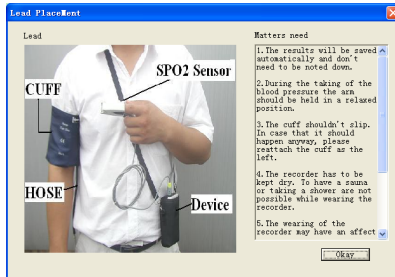 Lead PlaceMent
Lead
Matters need
CUFF
SPO2 Sensor
HOSE
Device
1.The results will be saved
automatically and don't
need to be noted down.
2.During the taking of the
blood pressure the arm
should be held in a relaxed
position.
3.The cuff shouldn't slip.
In case that it should
happen anyway, please
reattach the cuff as the
left.
4.The recorder has to be
kept dry. To have a sauna
or taking a shower are not
possible while wearing the
recorder.
5.The wearing of the
recorder may have an affect
Okay